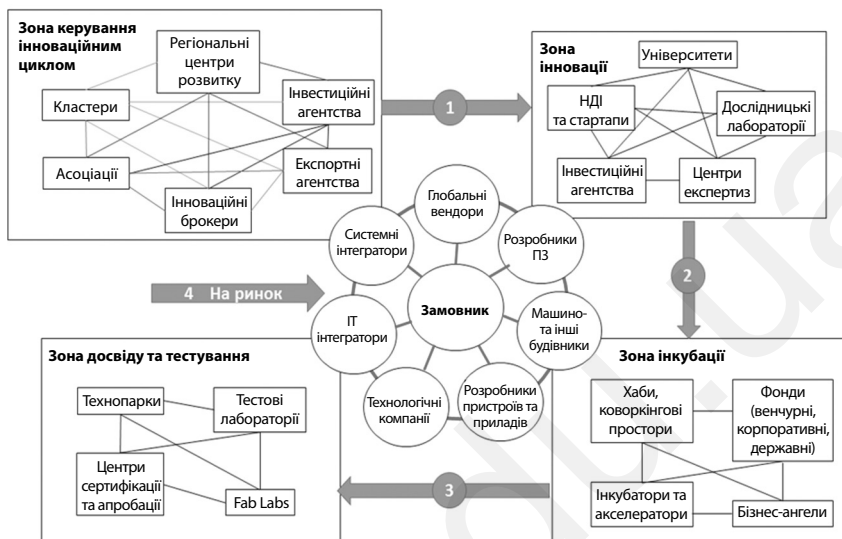 Зона керування
інноваційним
циклом
Регіональні
центри
розвитку
Кластери
Інвестиційні
агентства
Асоціації
Експортні
агентства
Інноваційні
брокери
1
Зона
інновації
Університети
НДІ
та стартапи
Дослідницькі
лабораторії
Інвестиційні
агентства
Центри
експертиз
2
Глобальні
вендори
Системні
інтегратори
Розробники
ПЗ
Замовник
ІТ
інтегратори
Машино-
та інші
будівники
Технологічні
компанії
Розробники
пристроїв та
приладів
4 На ринок
Зона досвіду та тестування
Технопарки
Тестові
лабораторії
Центри
сертифікації
та апробації
Fab Labs
3
Зона інкубації
Хаби,
коворкінгові
простори
Фонди
(венчурні,
корпоративні,
державні)
Інкубатори та
акселератори
Бізнес-ангели